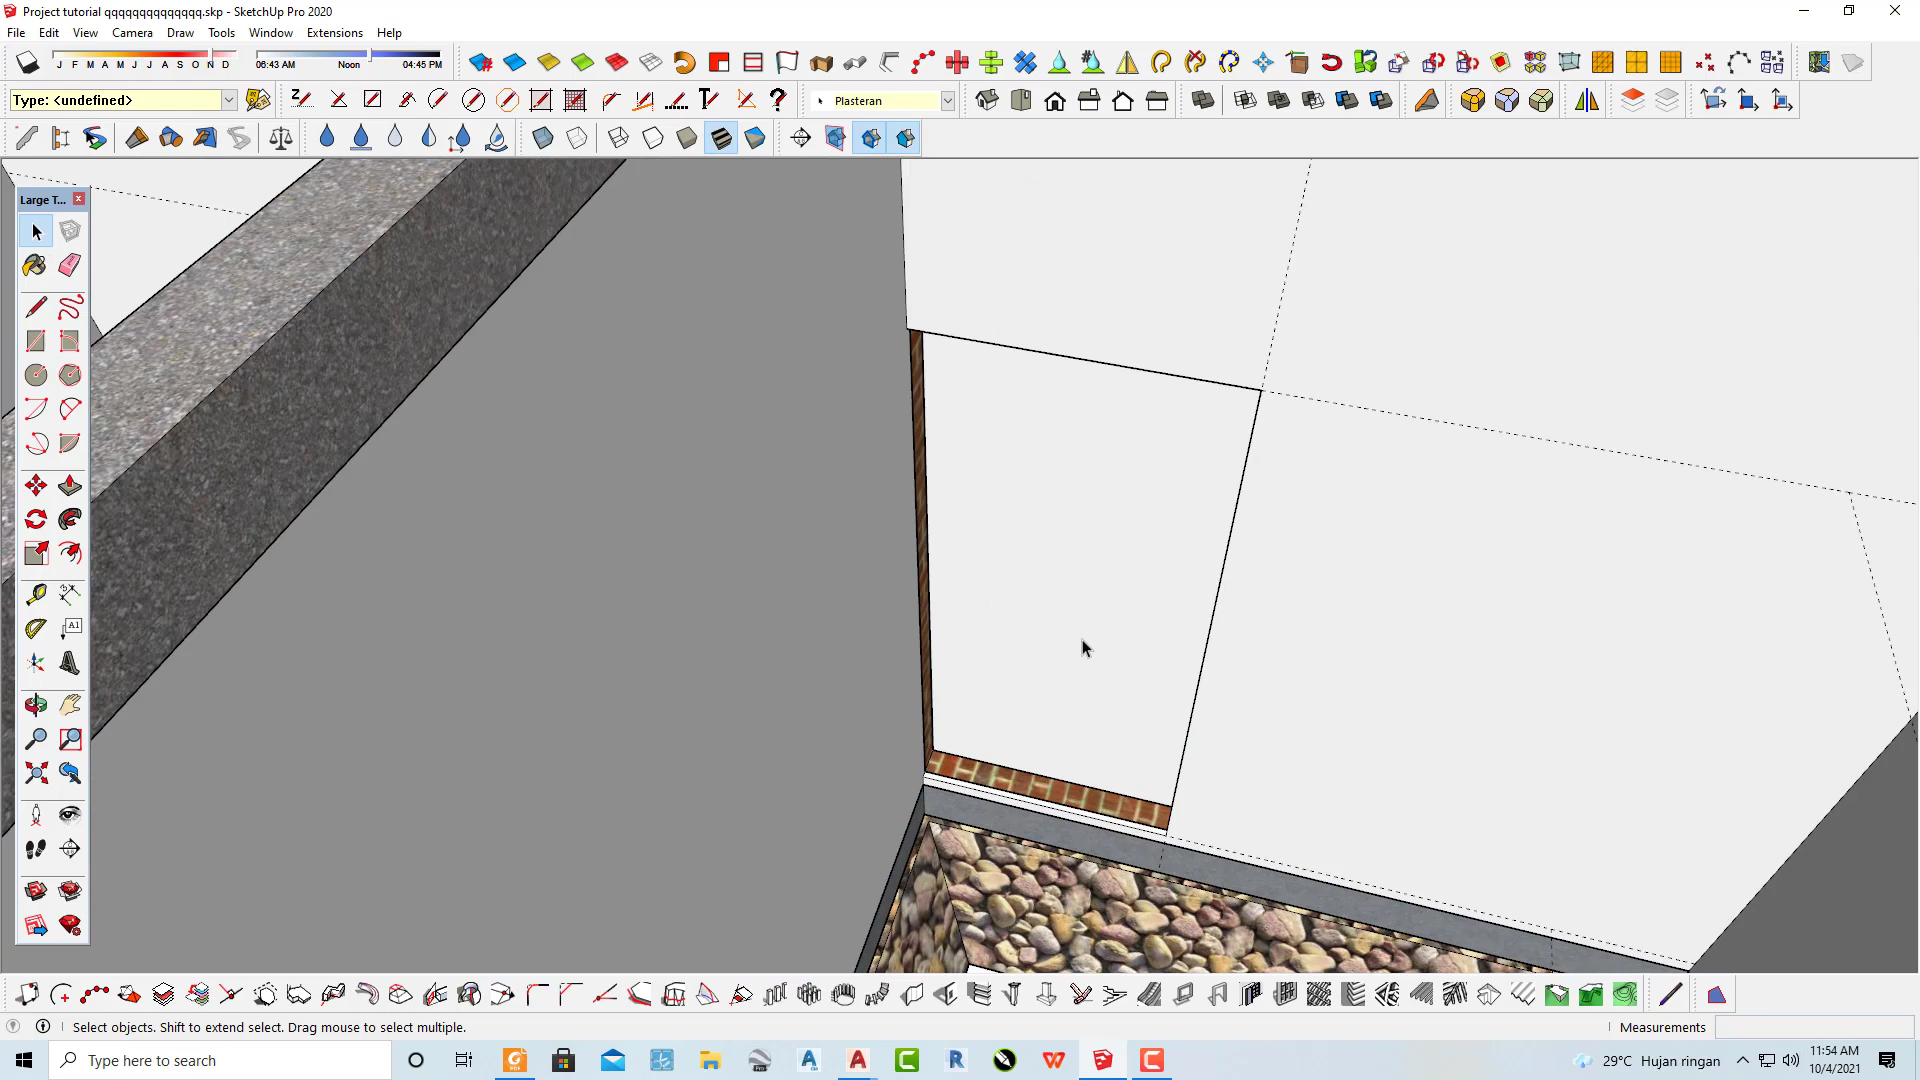 Project tutorial qqqqqqqqqqqqqq.skp - SketchUp Pro 2020
File Edit View Camera Draw Tools Window Extensions Help
J F M A M J J A S O N D 06:43 AM Noon 04:45 PM
Type: <undefined>
Plasteran
Large T...
A1
Select objects. Shift to extend select. Drag mouse to select multiple.
Measurements
Type here to search
29°C Hujan ringan
11:54 AM
10/4/2021